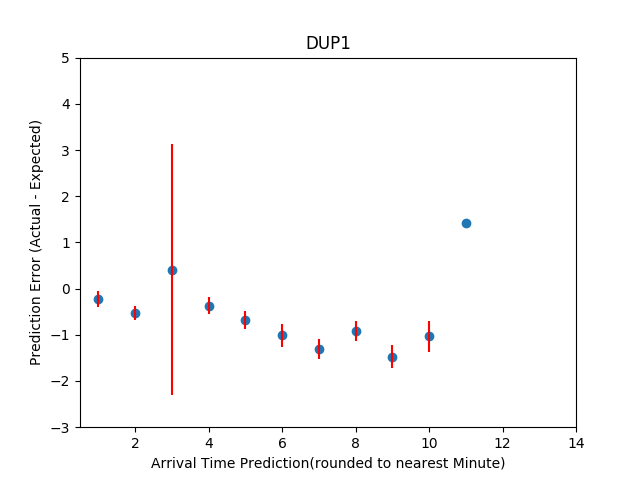 DUP1
Prediction Error (Actual - Expected)
5
4
3
2
1
0
−1
−2
−3
2 4 6 8 10 12 14
Arrival Time Prediction(rounded to nearest Minute)